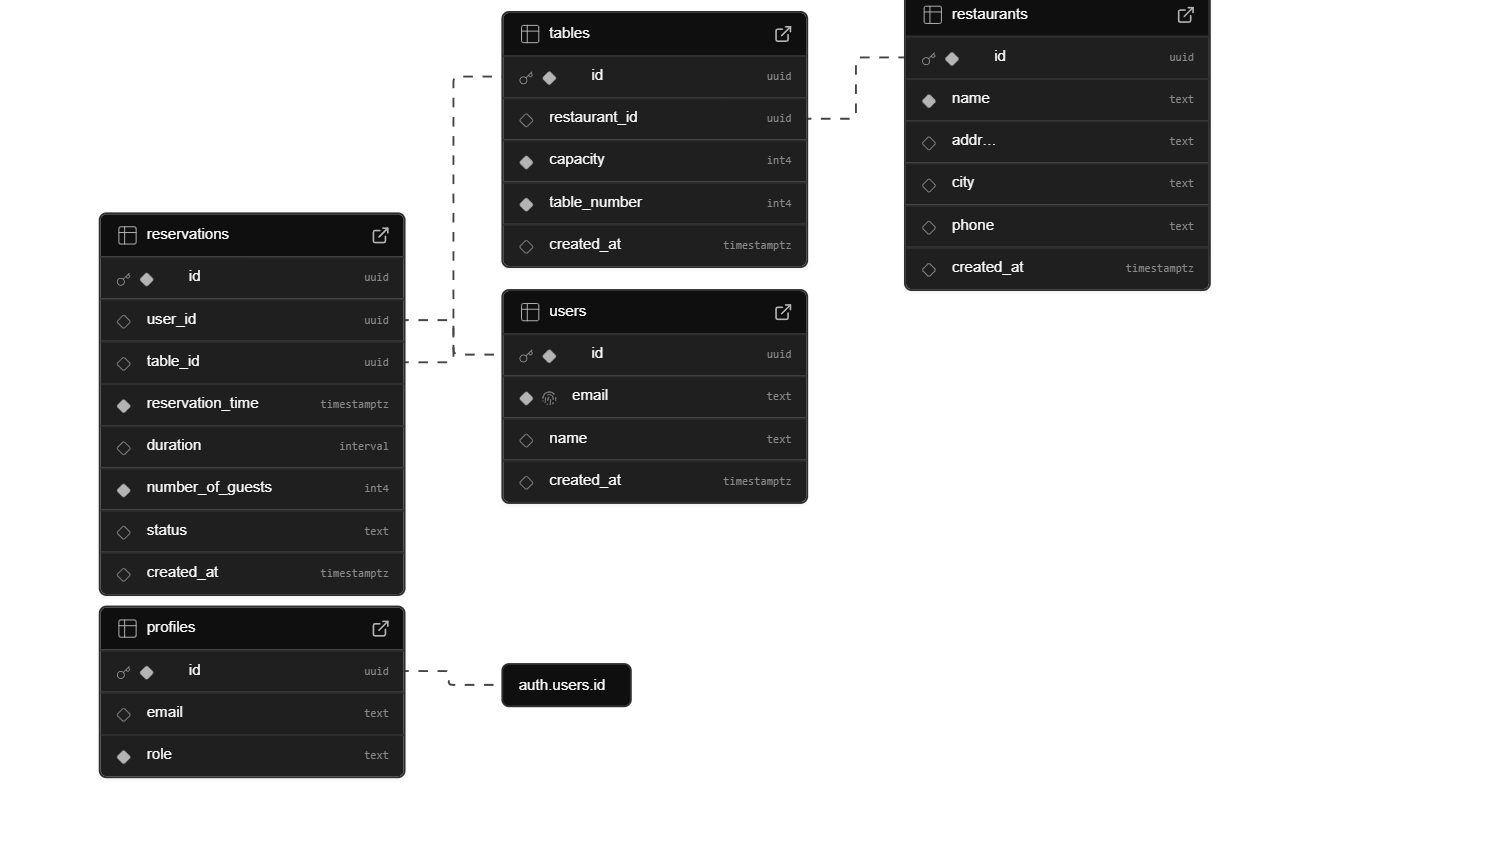 tables
id uuid
restaurant_id uuid
capacity int4
table_number int4
created_at timestamptz
restaurants
id uuid
name text
addr... text
city text
phone text
created_at timestamptz
reservations
id uuid
user_id uuid
table_id uuid
reservation_time timestamptz
duration interval
number_of_guests int4
status text
created_at timestamptz
users
id uuid
email text
name text
created_at timestamptz
profiles
id uuid
email text
role text
auth.users.id